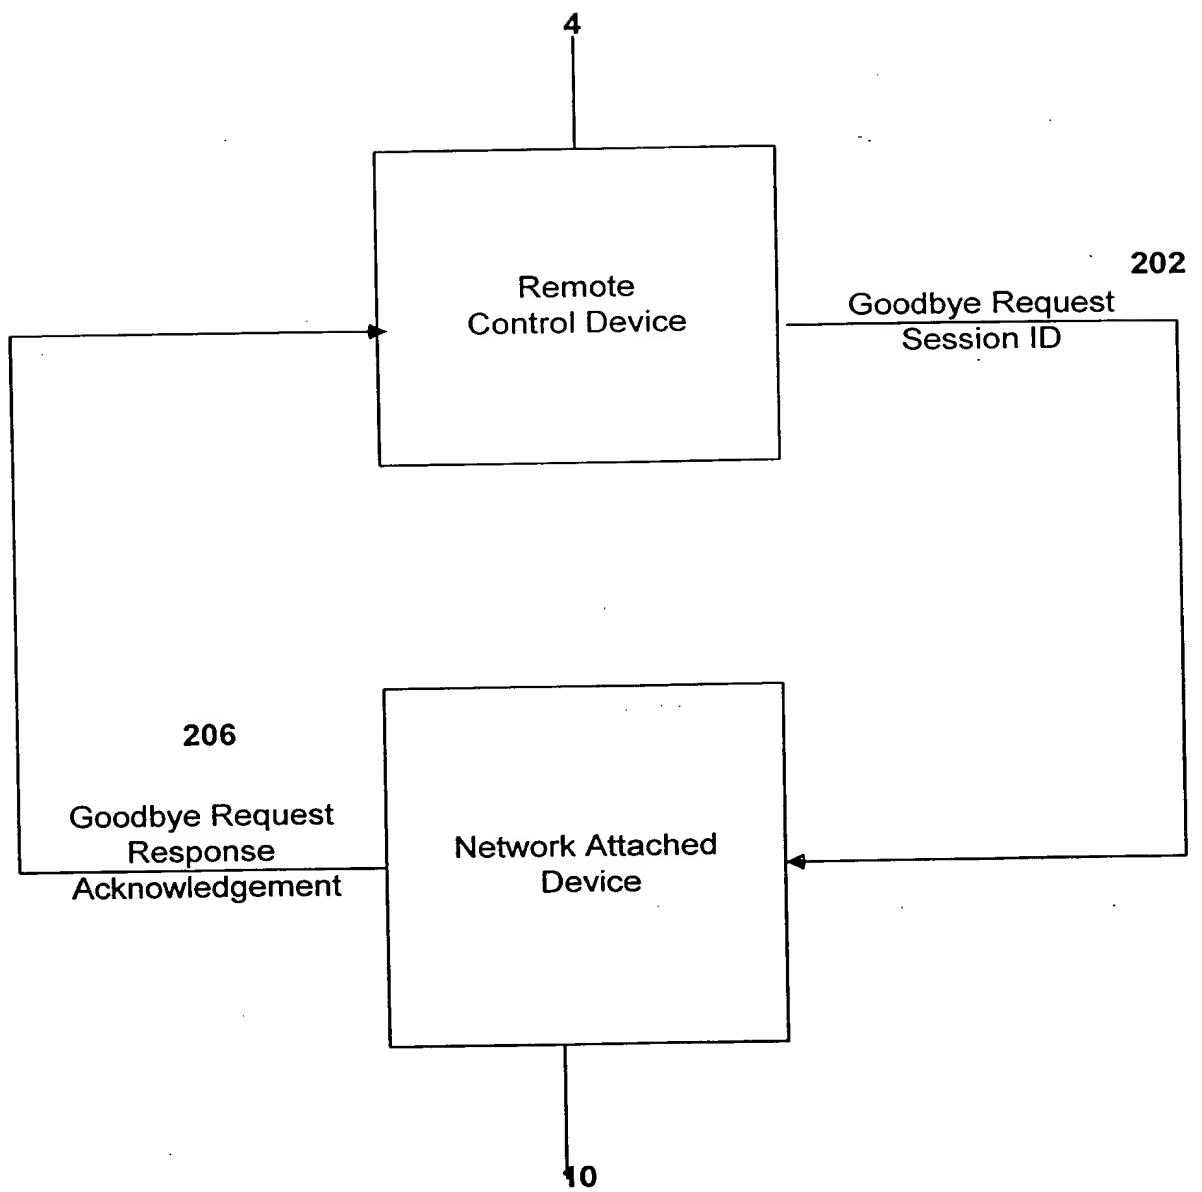 4
Remote
Control Device
202
Goodbye Request
Session ID
206
Goodbye Request
Response
Acknowledgement
Network Attached
Device
10